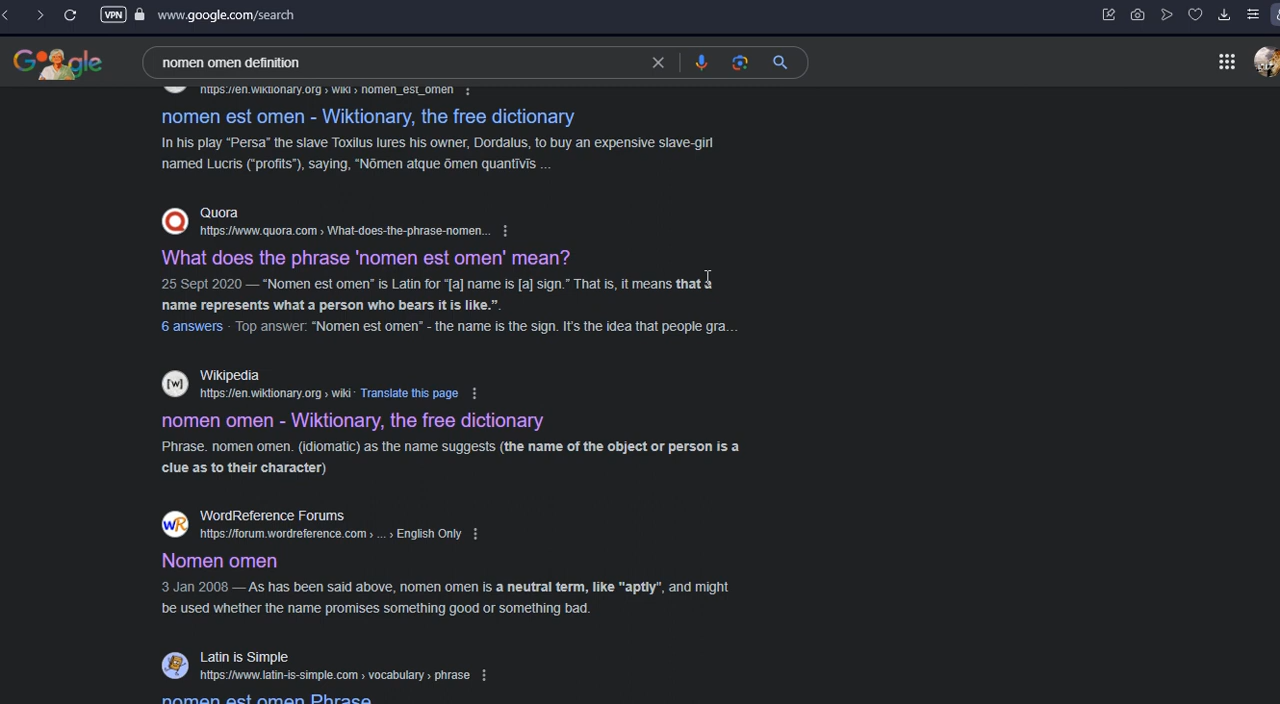 VPN www.google.com/search
Google
nomen omen definition
https://en.wiktionary.org › wiki › nomen_est_omen
nomen est omen - Wiktionary, the free dictionary
In his play “Persa” the slave Toxilus lures his owner, Dordalus, to buy an expensive slave-girl
named Lucris (“profits”), saying, “Nōmen atque ōmen quantīvīs ...
Quora
https://www.quora.com › What-does-the-phrase-nomen...
What does the phrase 'nomen est omen' mean?
25 Sept 2020 — “Nomen est omen” is Latin for “[a] name is [a] sign.” That is, it means that a
name represents what a person who bears it is like.”.
6 answers · Top answer: “Nomen est omen” - the name is the sign. It’s the idea that people gra...
[w] Wikipedia
https://en.wiktionary.org › wiki · Translate this page
nomen omen - Wiktionary, the free dictionary
Phrase. nomen omen. (idiomatic) as the name suggests (the name of the object or person is a
clue as to their character)
WR WordReference Forums
https://forum.wordreference.com › ... › English Only
Nomen omen
3 Jan 2008 — As has been said above, nomen omen is a neutral term, like "aptly", and might
be used whether the name promises something good or something bad.
Latin is Simple
https://www.latin-is-simple.com › vocabulary › phrase
nomen est omen Phrase